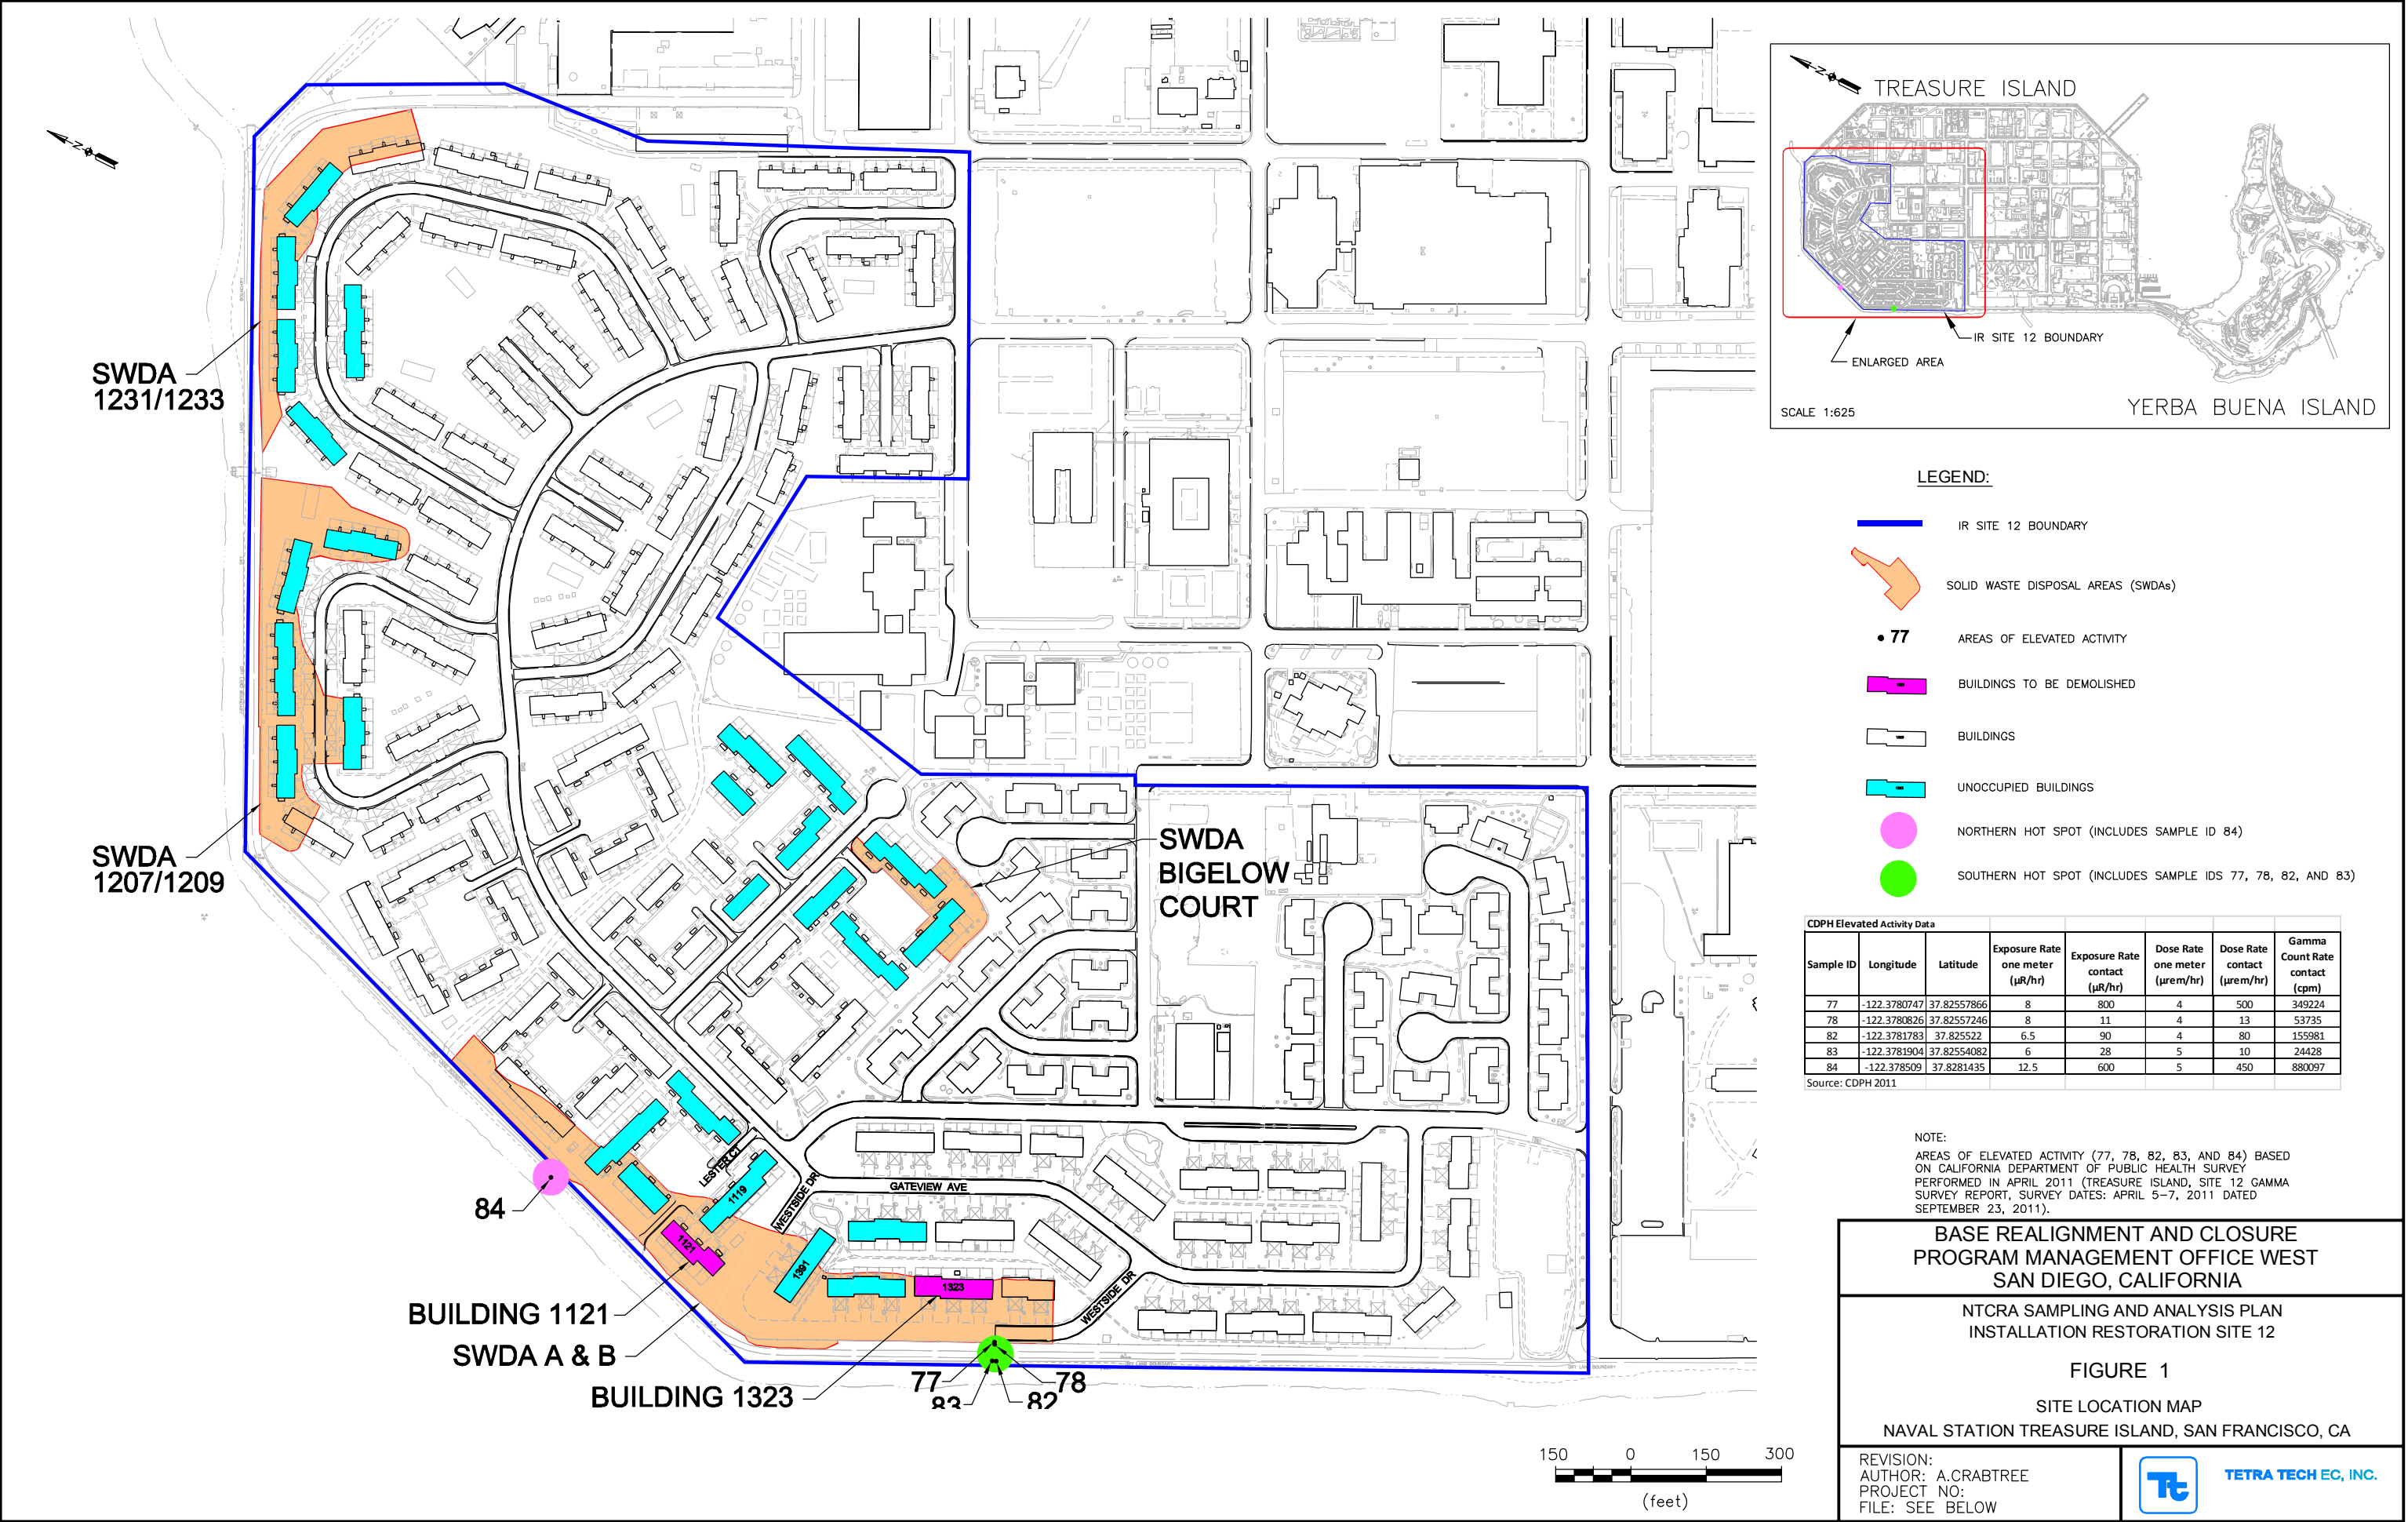 TREASURE ISLAND
IR SITE 12 BOUNDARY
ENLARGED AREA
SCALE 1:625
YERBA BUENA ISLAND
N
N
SWDA
1231/1233
SWDA
1207/1209
SWDA
BIGELOW
COURT
LESTER CT
1119
WESTSIDE DR
GATEVIEW AVE
84
1121
1391
1323
WESTSIDE DR
BUILDING 1121
SWDA A & B
BUILDING 1323
77
78
83
82
LEGEND:
IR SITE 12 BOUNDARY
SOLID WASTE DISPOSAL AREAS (SWDAs)
77 AREAS OF ELEVATED ACTIVITY
BUILDINGS TO BE DEMOLISHED
BUILDINGS
UNOCCUPIED BUILDINGS
NORTHERN HOT SPOT (INCLUDES SAMPLE ID 84)
SOUTHERN HOT SPOT (INCLUDES SAMPLE IDS 77, 78, 82, AND 83)
CDPH Elevated Activity Data
Sample ID Longitude Latitude Exposure Rate one meter (µR/hr) Exposure Rate contact (µR/hr) Dose Rate one meter (µrem/hr) Dose Rate contact (µrem/hr) Gamma Count Rate contact (cpm)
77 -122.3780747 37.82557866 8 800 4 500 349224
78 -122.3780826 37.82557246 8 11 4 13 53735
82 -122.3781783 37.825522 6.5 90 4 80 155981
83 -122.3781904 37.82554082 6 28 5 10 24428
84 -122.378509 37.8281435 12.5 600 5 450 880097
Source: CDPH 2011
NOTE:
AREAS OF ELEVATED ACTIVITY (77, 78, 82, 83, AND 84) BASED
ON CALIFORNIA DEPARTMENT OF PUBLIC HEALTH SURVEY
PERFORMED IN APRIL 2011 (TREASURE ISLAND, SITE 12 GAMMA
SURVEY REPORT, SURVEY DATES: APRIL 5-7, 2011 DATED
SEPTEMBER 23, 2011).
BASE REALIGNMENT AND CLOSURE
PROGRAM MANAGEMENT OFFICE WEST
SAN DIEGO, CALIFORNIA
NTCRA SAMPLING AND ANALYSIS PLAN
INSTALLATION RESTORATION SITE 12
FIGURE 1
SITE LOCATION MAP
NAVAL STATION TREASURE ISLAND, SAN FRANCISCO, CA
REVISION:
AUTHOR: A.CRABTREE
PROJECT NO:
FILE: SEE BELOW
Tt
TETRA TECH EC, INC.
150 0 150 300
(feet)